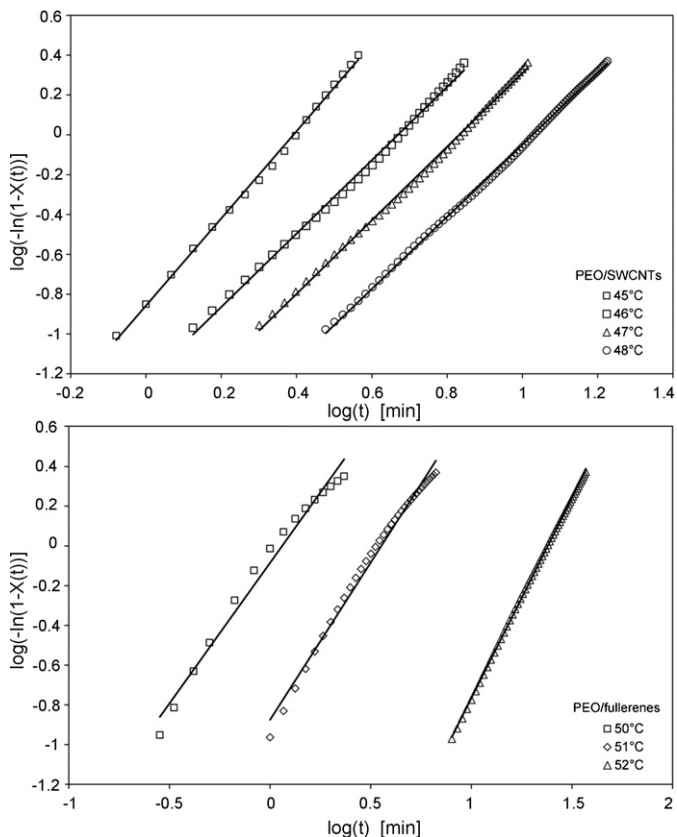 0.6
0.4
0.2
0
-0.2
-0.4
-0.6
-0.8
-1
-1.2
log(-ln(1-X(t))]
PEO/SWCNTs
45°C
46°C
47°C
48°C
-0.2 0 0.2 0.4 0.6 0.8 1 1.2 1.4
log(t) [min]
0.6
0.4
0.2
0
-0.2
-0.4
-0.6
-0.8
-1
-1.2
log(-ln(1-X(t))]
PEO/fullerenes
50°C
51°C
52°C
-1 -0.5 0 0.5 1 1.5 2
log(t) [min]